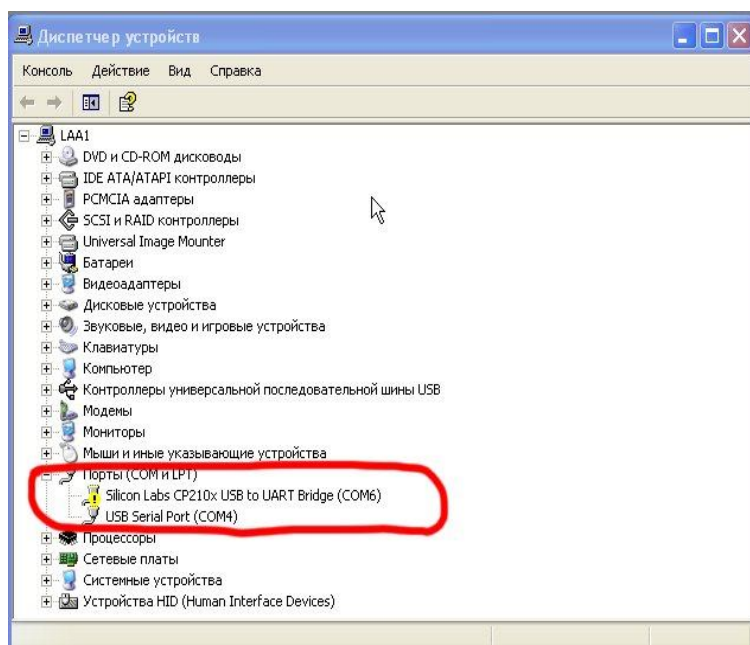 Диспетчер устройств
Консоль Действие Вид Справка
LAA1
DVD и CD-ROM дисководы
IDE ATA/ATAPI контроллеры
PCMCIA адаптеры
SCSI и RAID контроллеры
Universal Image Mounter
Батареи
Видеоадаптеры
Дисковые устройства
Звуковые, видео и игровые устройства
Клавиатуры
Компьютер
Контроллеры универсальной последовательной шины USB
Модемы
Мониторы
Мыши и иные указывающие устройства
Порты (COM и LPT)
Silicon Labs CP210x USB to UART Bridge (COM6)
USB Serial Port (COM4)
Процессоры
Сетевые платы
Системные устройства
Устройства HID (Human Interface Devices)